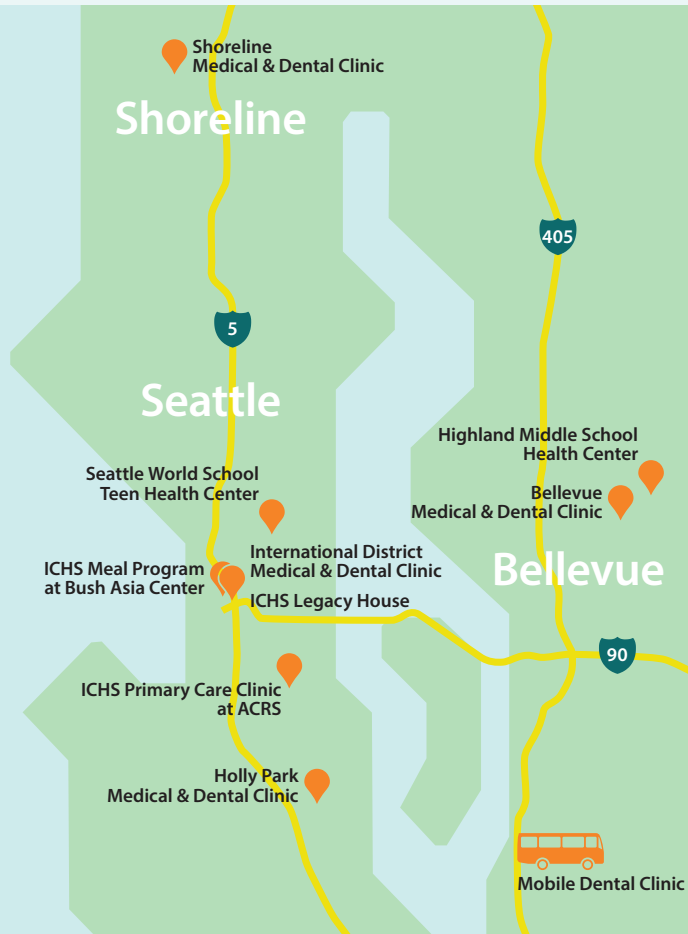 Shoreline
Medical & Dental Clinic
Shoreline
405
5
Seattle
Highland Middle School
Health Center
Seattle World School
Teen Health Center
Bellevue
Medical & Dental Clinic
International District
Medical & Dental Clinic
ICHS Meal Program
at Bush Asia Center
Bellevue
ICHS Legacy House
90
ICHS Primary Care Clinic
at ACRS
Holly Park
Medical & Dental Clinic
Mobile Dental Clinic